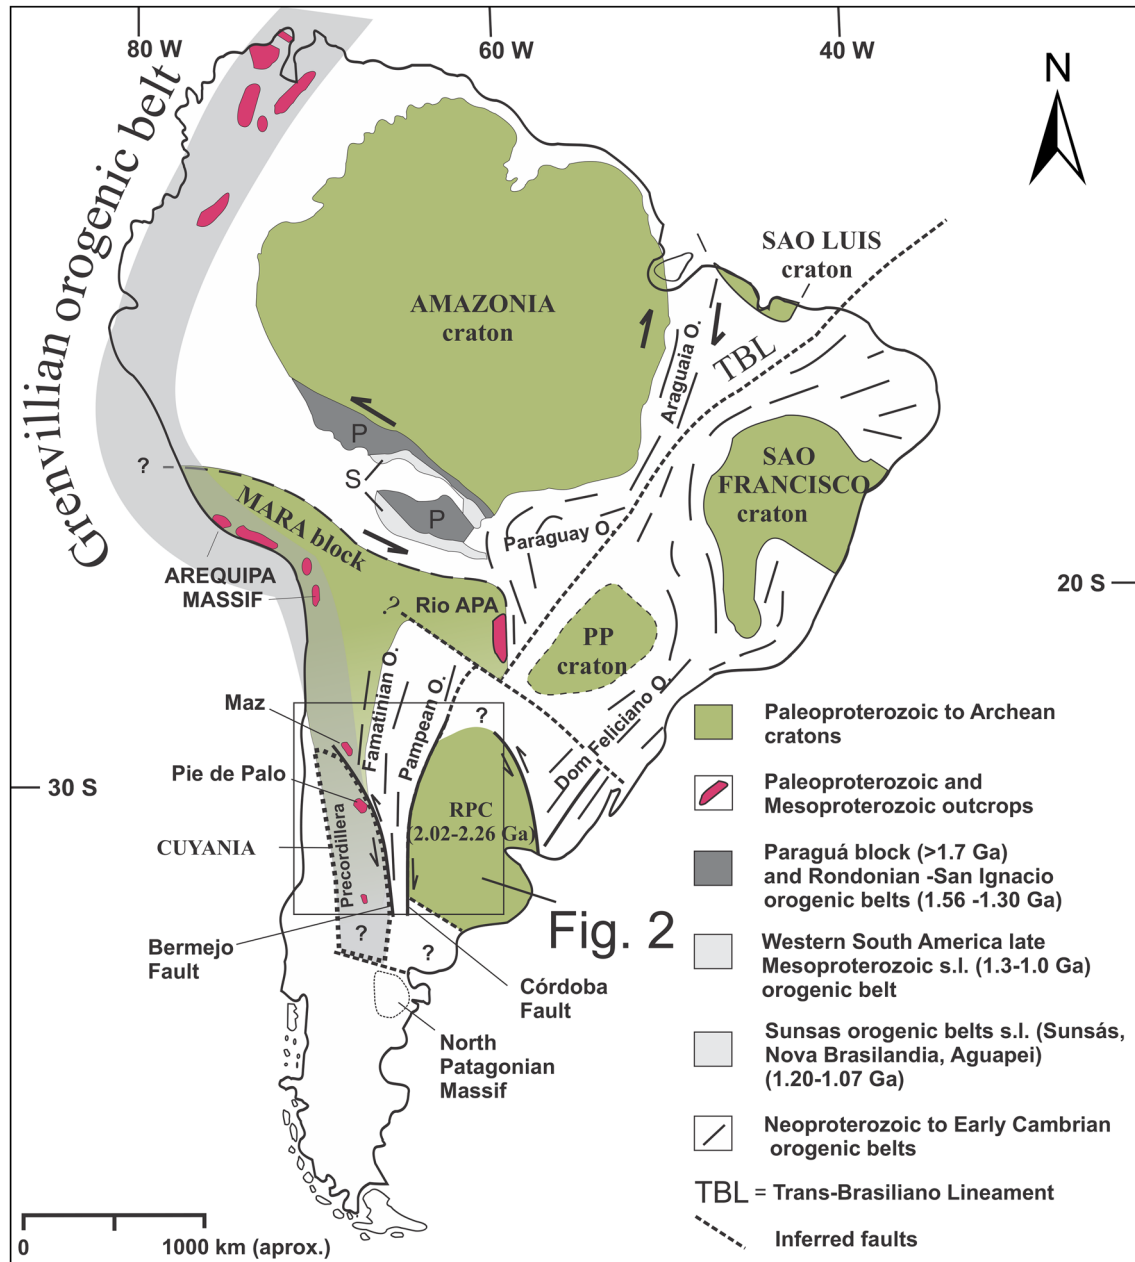 80 W
60 W
40 W
N
Grenvillian orogenic belt
SAO LUIS
craton
AMAZONIA
craton
TBL
Araguaia O.
P
S
P
SAO
FRANCISCO
craton
?
MARA block
Paraguay O.
AREQUIPA
MASSIF
20 S
?
Rio APA
PP
craton
Maz
Famatinian O.
Pampean O.
?
Dom Feliciano O.
Pie de Palo
30 S
RPC
(2.02-2.26 Ga)
CUYANIA
Precordillera
?
Fig. 2
Bermejo
Fault
?
Córdoba
Fault
North
Patagonian
Massif
Paleoproterozoic to Archean
cratons
Paleoproterozoic and
Mesoproterozoic outcrops
Paraguá block (>1.7 Ga)
and Rondonian -San Ignacio
orogenic belts (1.56 -1.30 Ga)
Western South America late
Mesoproterozoic s.l. (1.3-1.0 Ga)
orogenic belt
Sunsas orogenic belts s.l. (Sunsás,
Nova Brasilandia, Aguapei)
(1.20-1.07 Ga)
Neoproterozoic to Early Cambrian
orogenic belts
TBL = Trans-Brasiliano Lineament
Inferred faults
0 1000 km (aprox.)